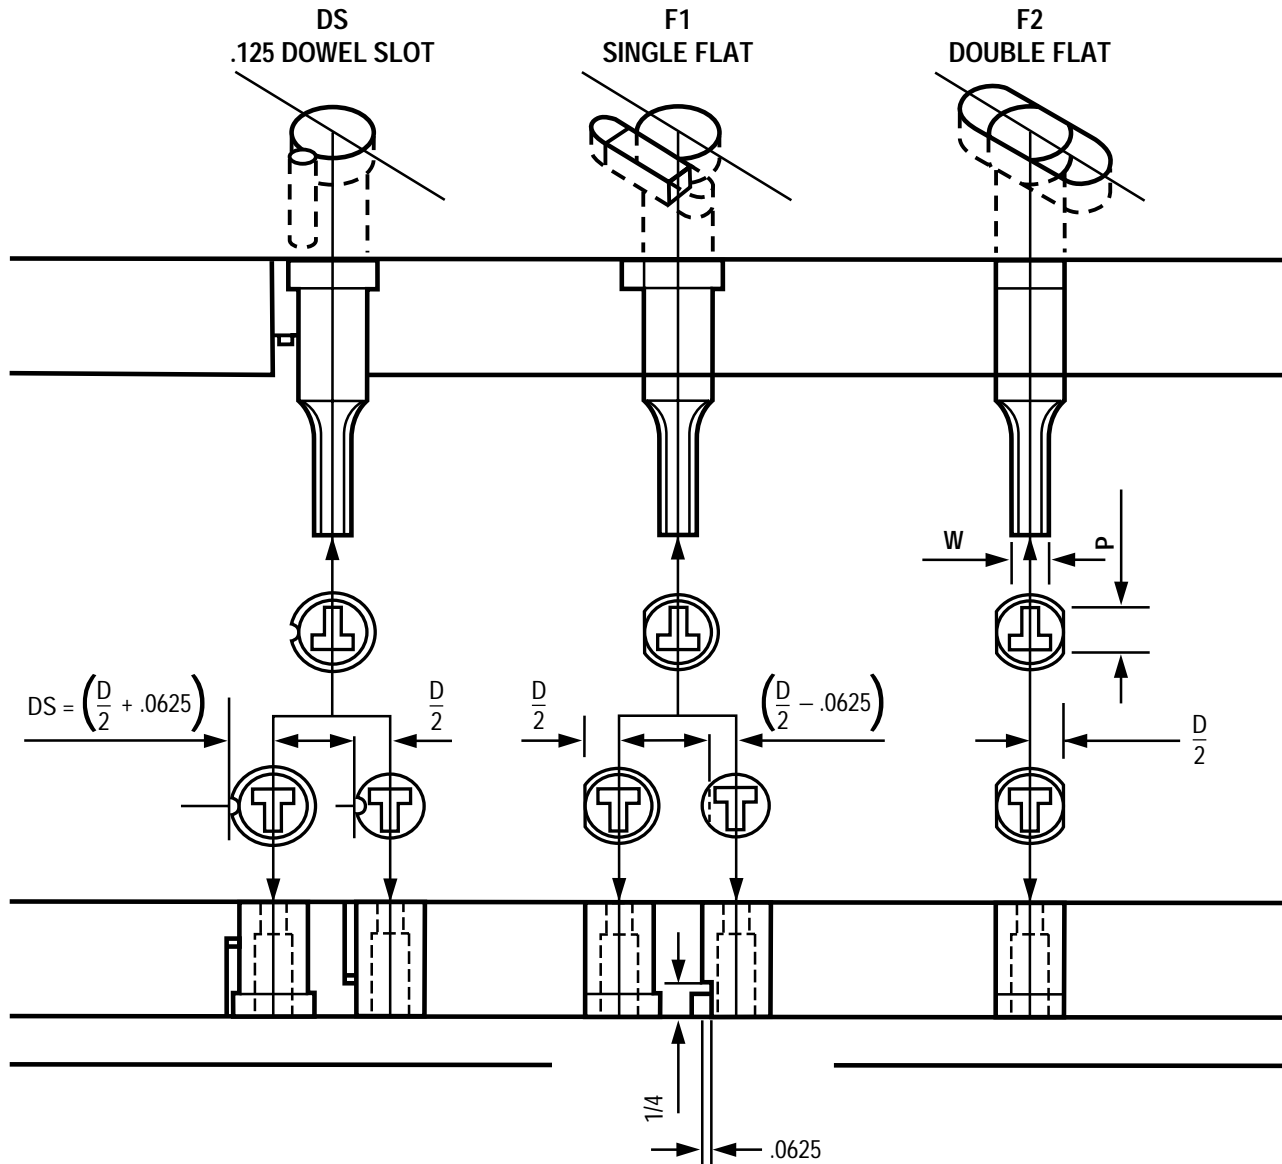 DS
.125 DOWEL SLOT
F1
SINGLE FLAT
F2
DOUBLE FLAT
W
P
DS = (D/2 + .0625)
D/2
D/2
(D/2 – .0625)
D/2
1/4
.0625